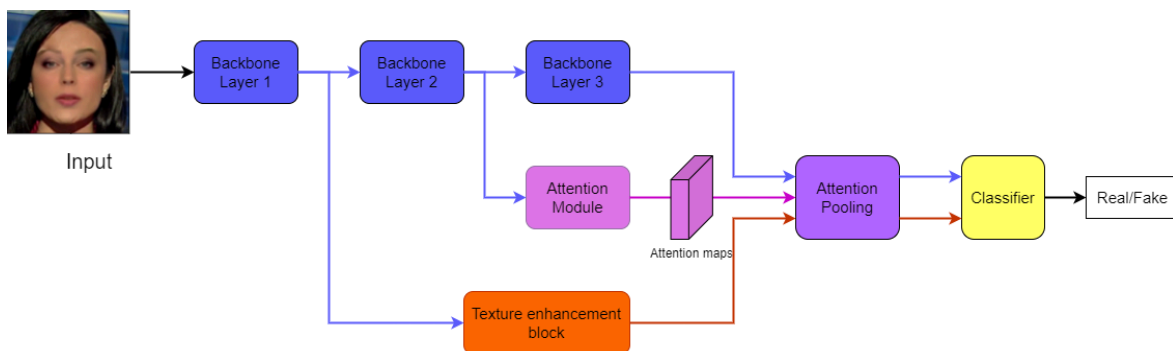 Backbone
Layer 1
Backbone
Layer 2
Backbone
Layer 3
Input
Attention
Module
Attention maps
Attention
Pooling
Classifier
Real/Fake
Texture enhancement
block